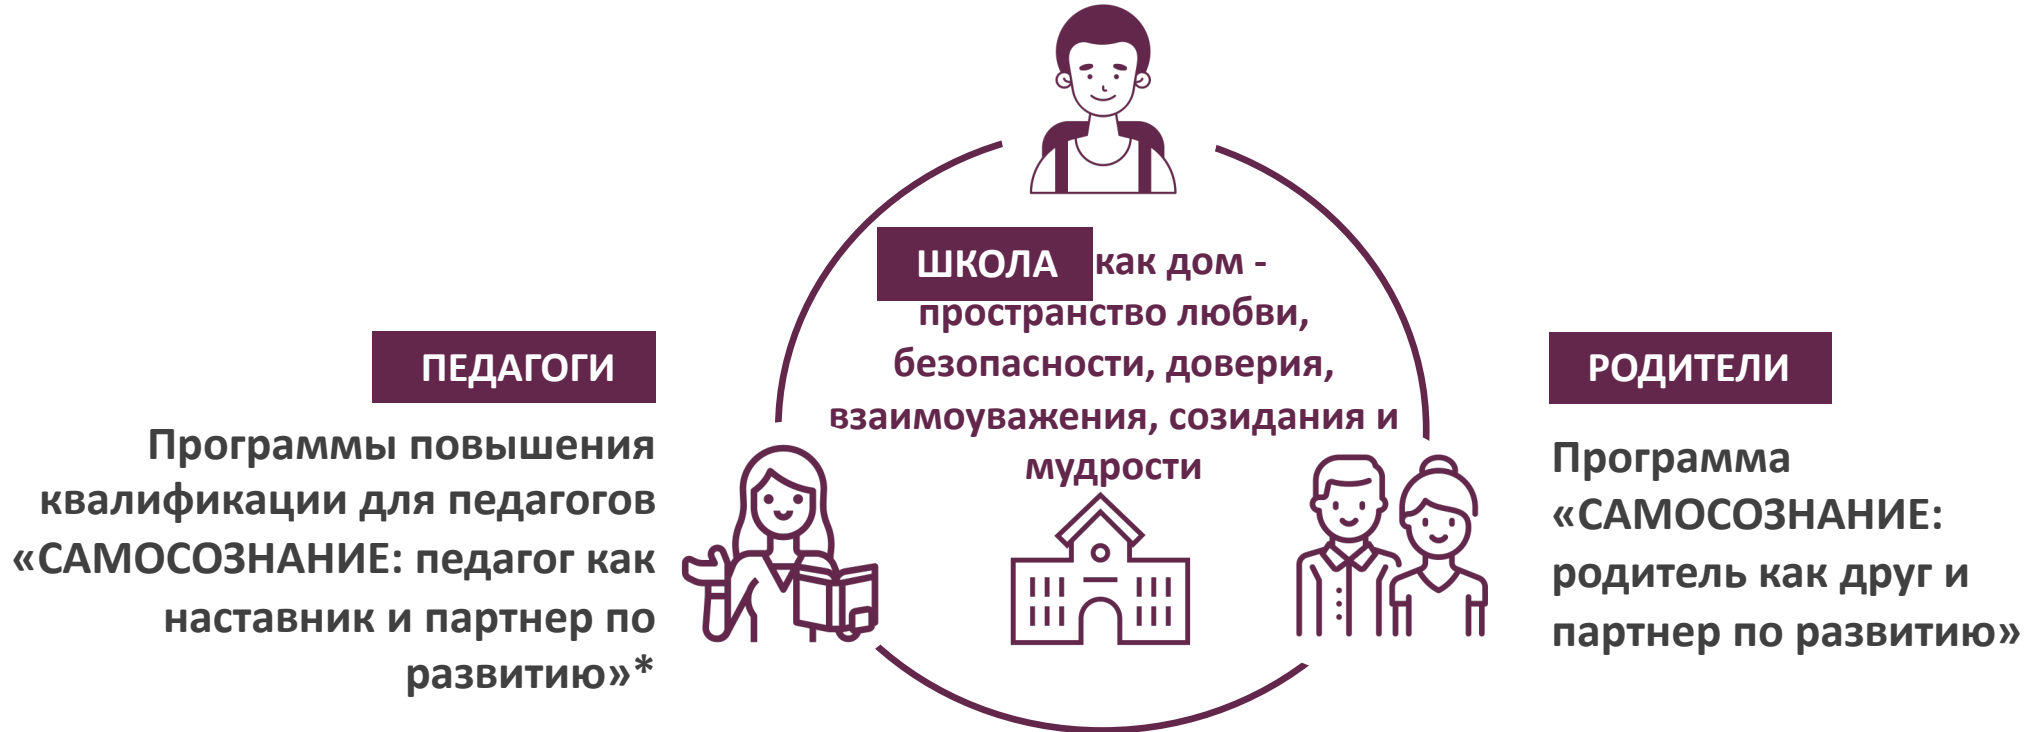 ШКОЛА как дом -
пространство любви,
безопасности, доверия,
взаимоуважения, созидания и
мудрости
ПЕДАГОГИ
Программы повышения
квалификации для педагогов
«САМОСОЗНАНИЕ: педагог как
наставник и партнер по
развитию»*
РОДИТЕЛИ
Программа
«САМОСОЗНАНИЕ:
родитель как друг и
партнер по развитию»